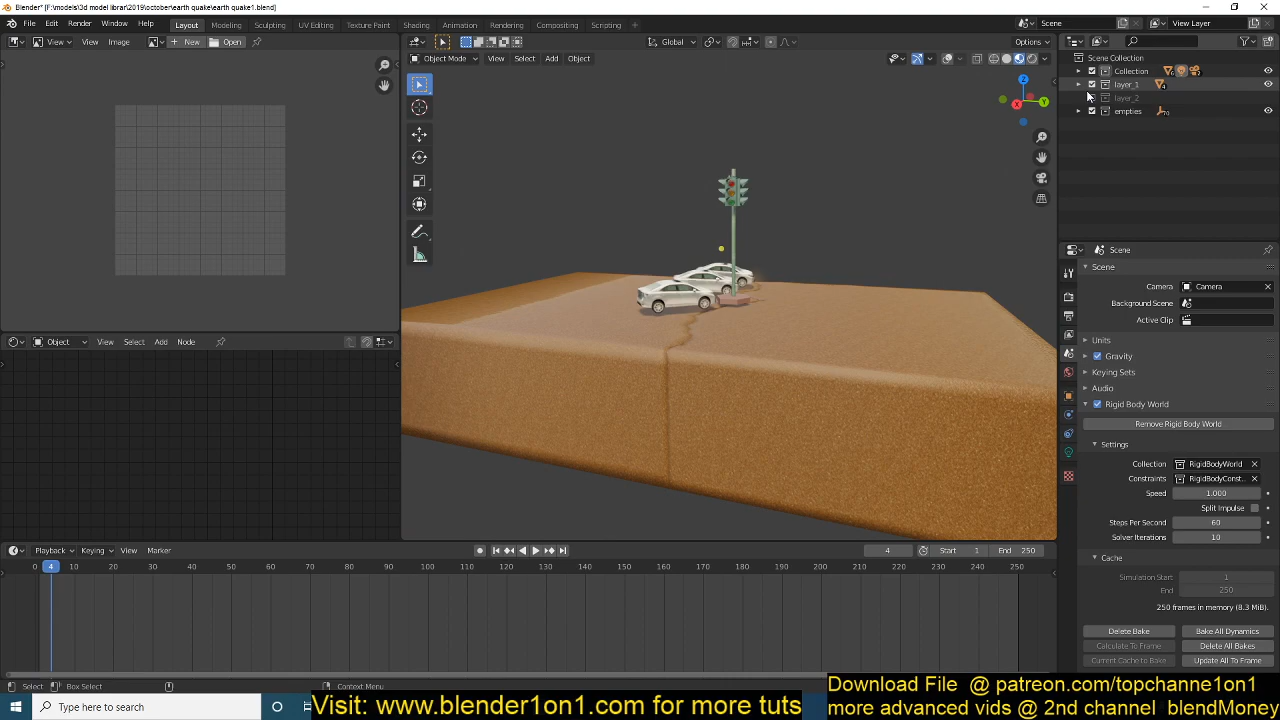 Blender* [F:\models\3d model librar\2019\october\earth quake\earth quake1.blend]
File Edit Render Window Help Layout Modeling Sculpting UV Editing Texture Paint Shading Animation Rendering Compositing Scripting Scene View Layer
View View Image New Open
Global Options
Object Mode View Select Add Object
Z
X
Y
Scene Collection
Collection
layer_1
layer_2
empties 70
Scene
Scene
Camera Camera
Background Scene
Active Clip
Units
Gravity
Keying Sets
Audio
Rigid Body World
Remove Rigid Body World
Settings
Collection RigidBodyWorld
Constraints RigidBodyConst..
Speed 1.000
Split Impulse
Steps Per Second 60
Solver Iterations 10
Cache
Simulation Start 1
End 250
250 frames in memory (8.3 MiB).
Delete Bake Bake All Dynamics
Calculate To Frame Delete All Bakes
Current Cache to Bake Update All To Frame
Object View Select Add Node
Playback Keying View Marker 4 Start 1 End 250
0 4 10 20 30 40 50 60 70 80 90 100 110 120 130 140 150 160 170 180 190 200 210 220 230 240 250
Select Box Select Context Menu
Type here to search
Visit: www.blender1on1.com for more tuts
Download File @ patreon.com/topchanne1on1
more advanced vids @ 2nd channel blendMoney